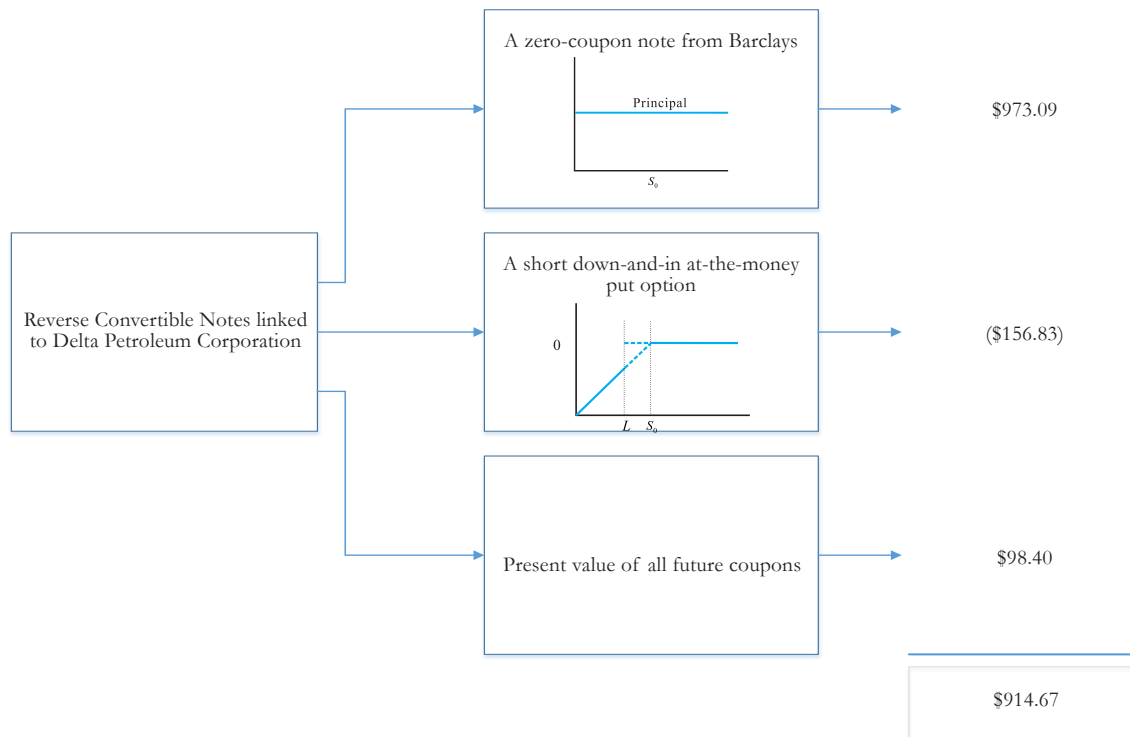 A zero-coupon note from Barclays
Principal
S₀
$973.09
Reverse Convertible Notes linked
to Delta Petroleum Corporation
A short down-and-in at-the-money
put option
0
L S₀
($156.83)
Present value of all future coupons
$98.40
$914.67